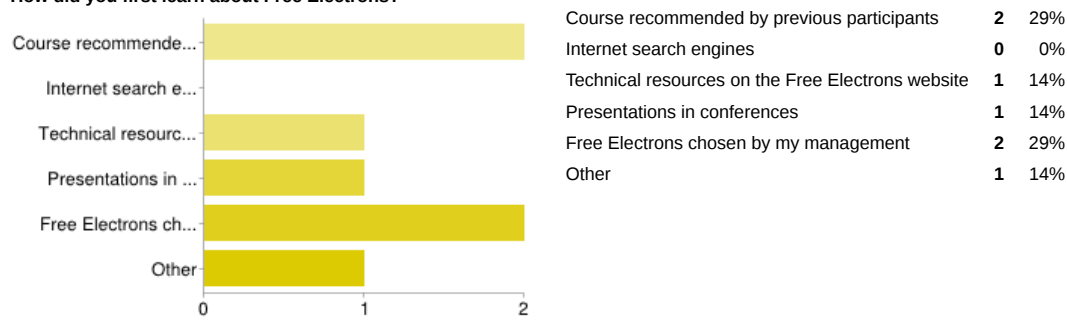 How did you first learn about Free Electrons?
Course recommende...
Internet search e...
Technical resourc...
Presentations in ...
Free Electrons ch...
Other
0 1 2
Course recommended by previous participants 2 29%
Internet search engines 0 0%
Technical resources on the Free Electrons website 1 14%
Presentations in conferences 1 14%
Free Electrons chosen by my management 2 29%
Other 1 14%